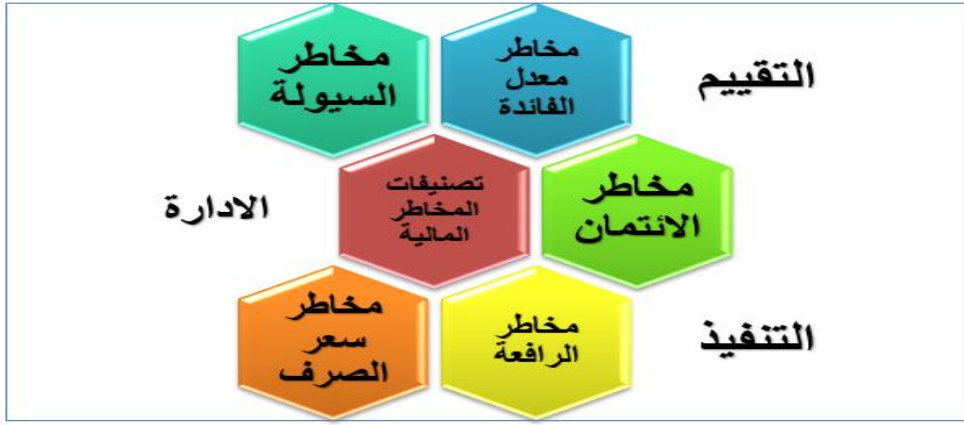 التقييم
مخاطر
معدل
الفائدة
مخاطر
السيولة
مخاطر
الائتمان
تصنيفات
المخاطر
المالية
الادارة
التنفيذ
مخاطر
الرافعة
مخاطر
سعر
الصرف